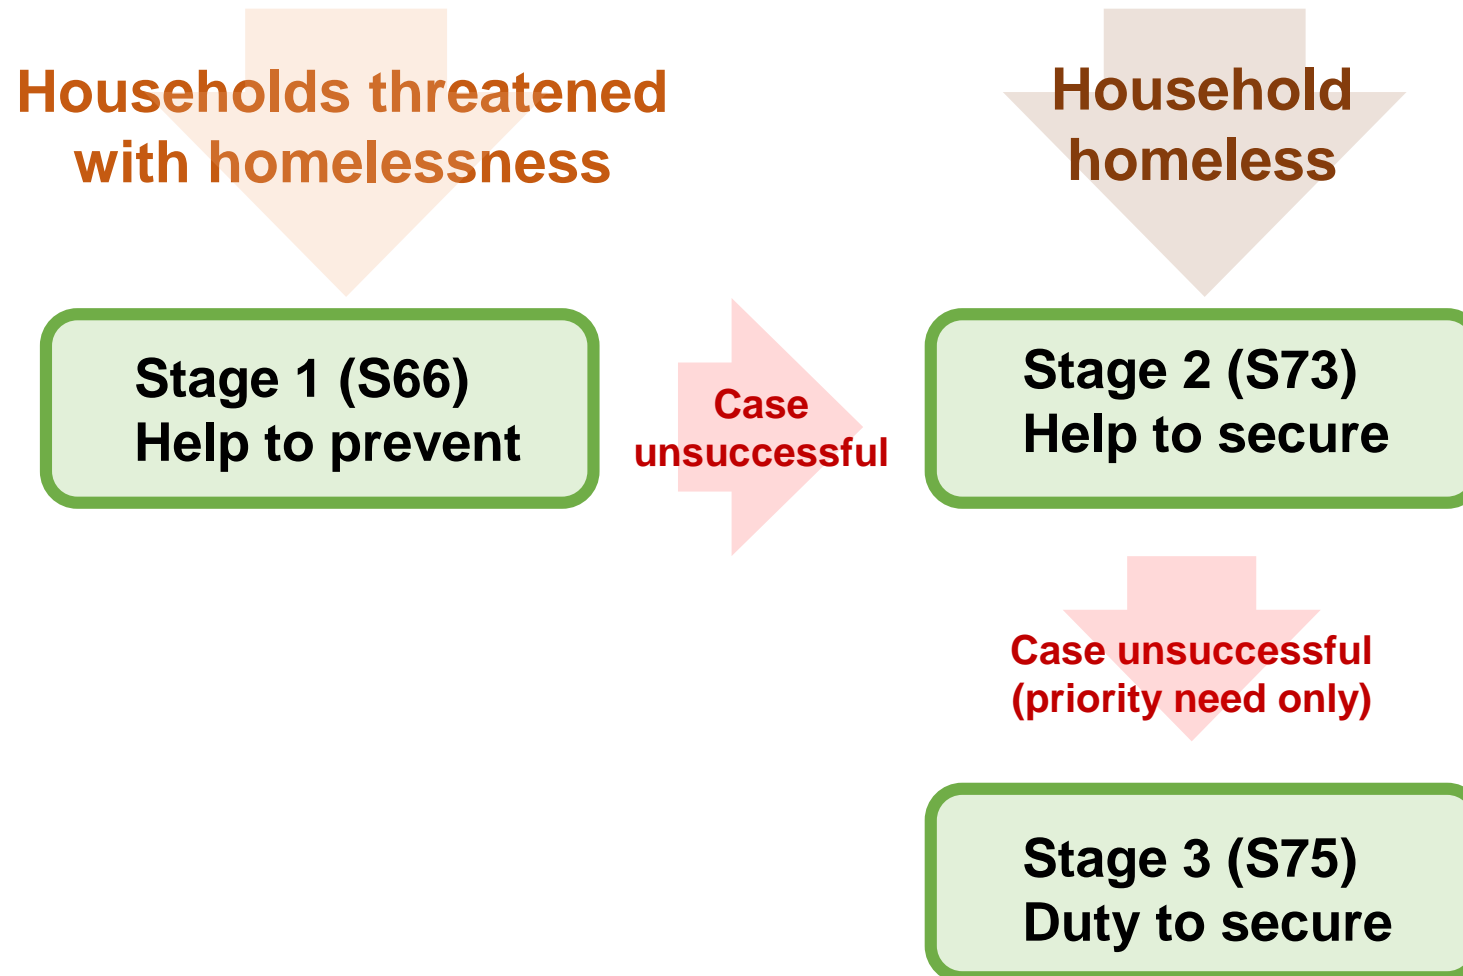 Households threatened
with homelessness
Household
homeless
Stage 1 (S66)
Help to prevent
Case
unsuccessful
Stage 2 (S73)
Help to secure
Case unsuccessful
(priority need only)
Stage 3 (S75)
Duty to secure